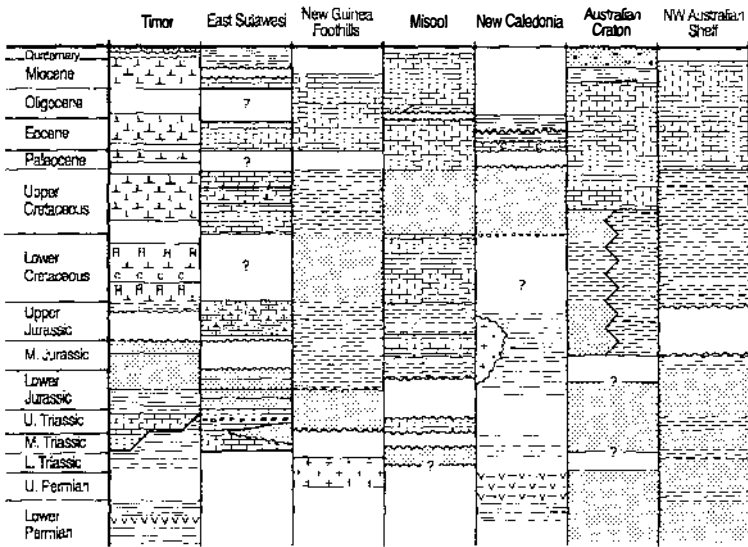 Timor
East Sulawesi
New Guinea
Foothills
Misool
New Caledonia
Australian
Craton
NW Australian
Shelf
Quaternary
Miocene
Oligocene
?
Eocene
Paleocene
?
Upper
Cretaceous
Lower
Cretaceous
R R R R
C C C
R R R R
?
?
Upper
Jurassic
M. Jurassic
Lower
Jurassic
?
U. Triassic
M. Triassic
?
L. Triassic
?
U. Permian
Lower
Permian